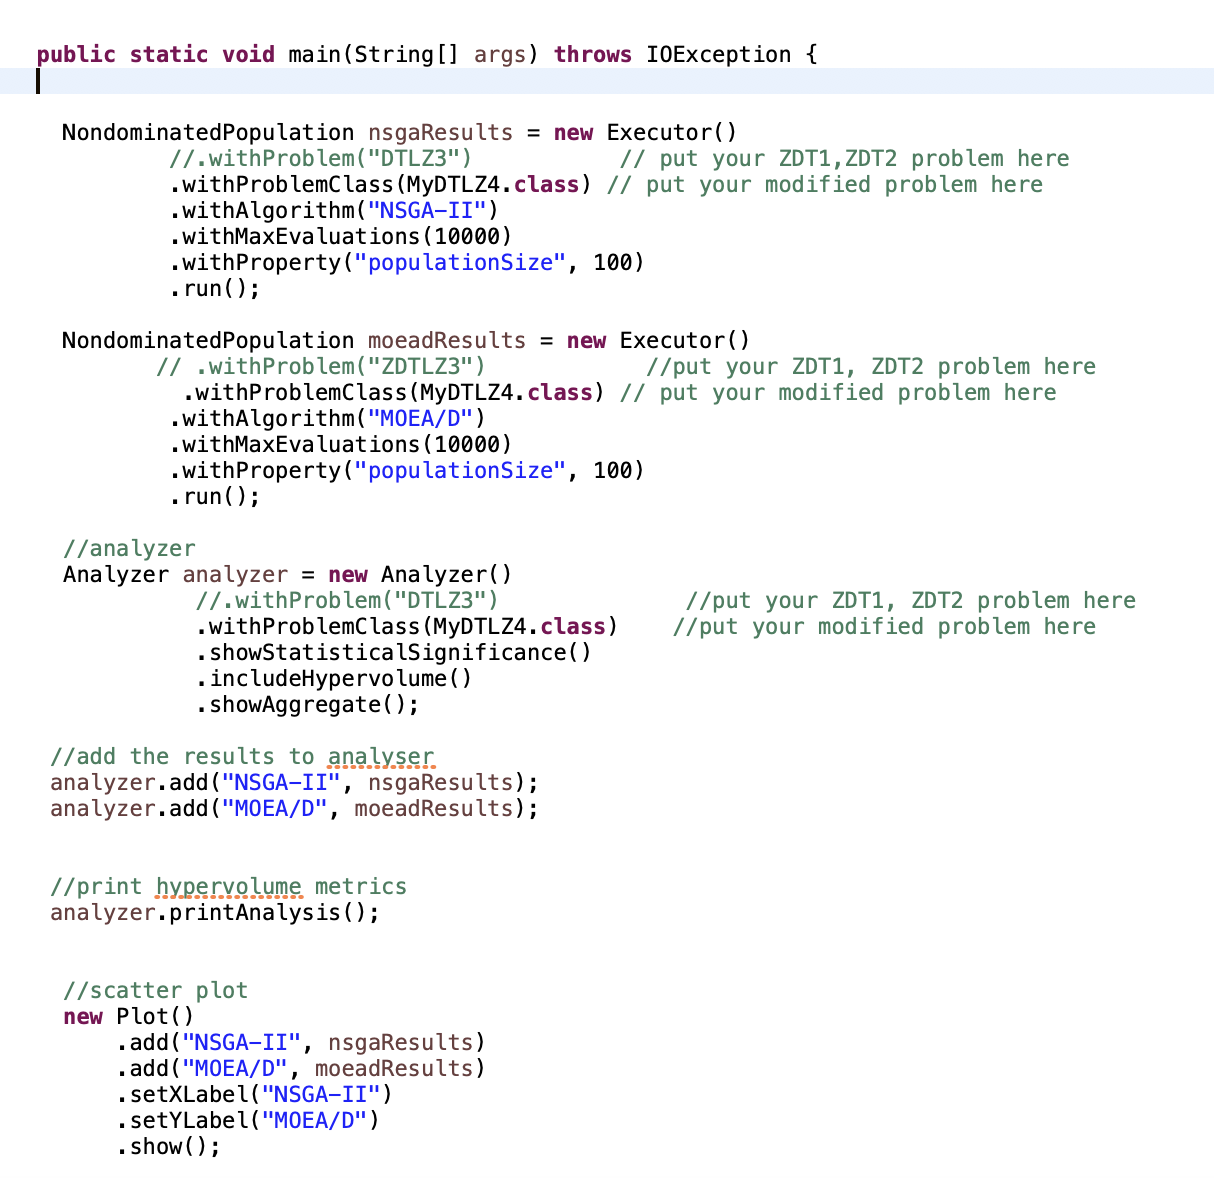 public static void main(String[] args) throws IOException {
NondominatedPopulation nsgaResults = new Executor()
//.withProblem("DTLZ3") // put your ZDT1,ZDT2 problem here
.withProblemClass(MyDTLZ4.class) // put your modified problem here
.withAlgorithm("NSGA-II")
.withMaxEvaluations(10000)
.withProperty("populationSize", 100)
.run();
NondominatedPopulation moeadResults = new Executor()
// .withProblem("ZDTLZ3") //put your ZDT1, ZDT2 problem here
.withProblemClass(MyDTLZ4.class) // put your modified problem here
.withAlgorithm("MOEA/D")
.withMaxEvaluations(10000)
.withProperty("populationSize", 100)
.run();
//analyzer
Analyzer analyzer = new Analyzer()
//.withProblem("DTLZ3") //put your ZDT1, ZDT2 problem here
.withProblemClass(MyDTLZ4.class) //put your modified problem here
.showStatisticalSignificance()
.includeHypervolume()
.showAggregate();
//add the results to analyser
analyzer.add("NSGA-II", nsgaResults);
analyzer.add("MOEA/D", moeadResults);
//print hypervolume metrics
analyzer.printAnalysis();
//scatter plot
new Plot()
.add("NSGA-II", nsgaResults)
.add("MOEA/D", moeadResults)
.setXLabel("NSGA-II")
.setYLabel("MOEA/D")
.show();